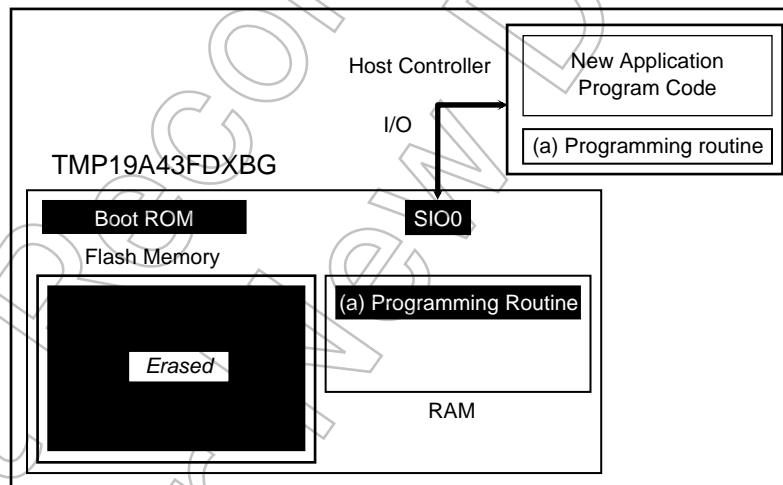 Host Controller
New Application
Program Code
I/O
(a) Programming routine
TMP19A43FDXBG
Boot ROM
SIO0
Flash Memory
(a) Programming Routine
Erased
RAM